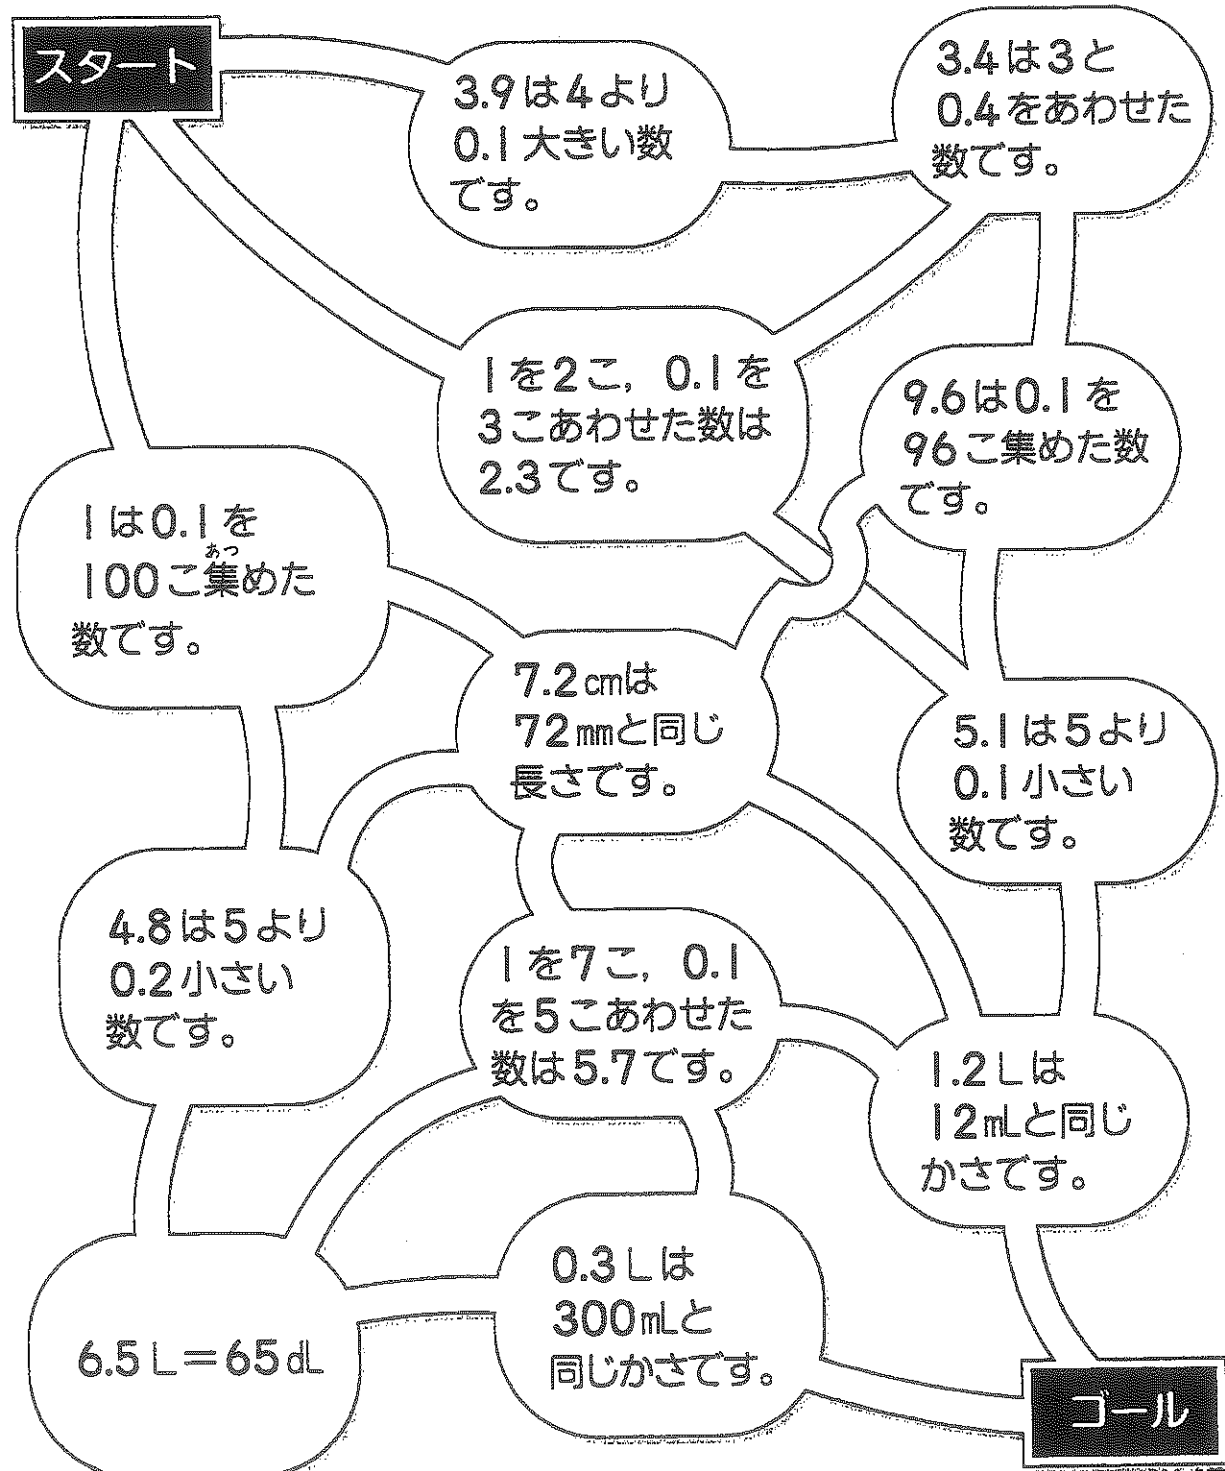 スタート
3.9は4より
0.1大きい数
です。
3.4は3と
0.4をあわせた
数です。
1を2こ，0.1を
3こあわせた数は
2.3です。
9.6は0.1を
96こ集めた数
です。
1は0.1を
あつ
100こ集めた
数です。
7.2cmは
72mmと同じ
長さです。
5.1は5より
0.1小さい
数です。
4.8は5より
0.2小さい
数です。
1を7こ，0.1
を5こあわせた
数は5.7です。
1.2Lは
12mLと同じ
かさです。
6.5L＝65dL
0.3Lは
300mLと
同じかさです。
ゴール